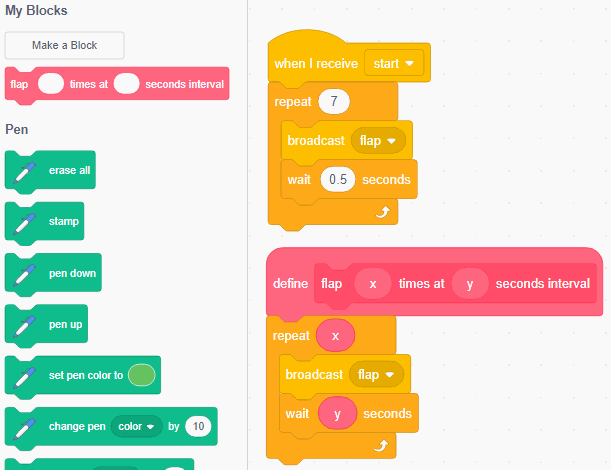 My Blocks
Make a Block
flap times at seconds interval
Pen
erase all
stamp
pen down
pen up
set pen color to
change pen color by 10
when I receive start
repeat 7
broadcast flap
wait 0.5 seconds
define flap x times at y seconds interval
repeat x
broadcast flap
wait y seconds